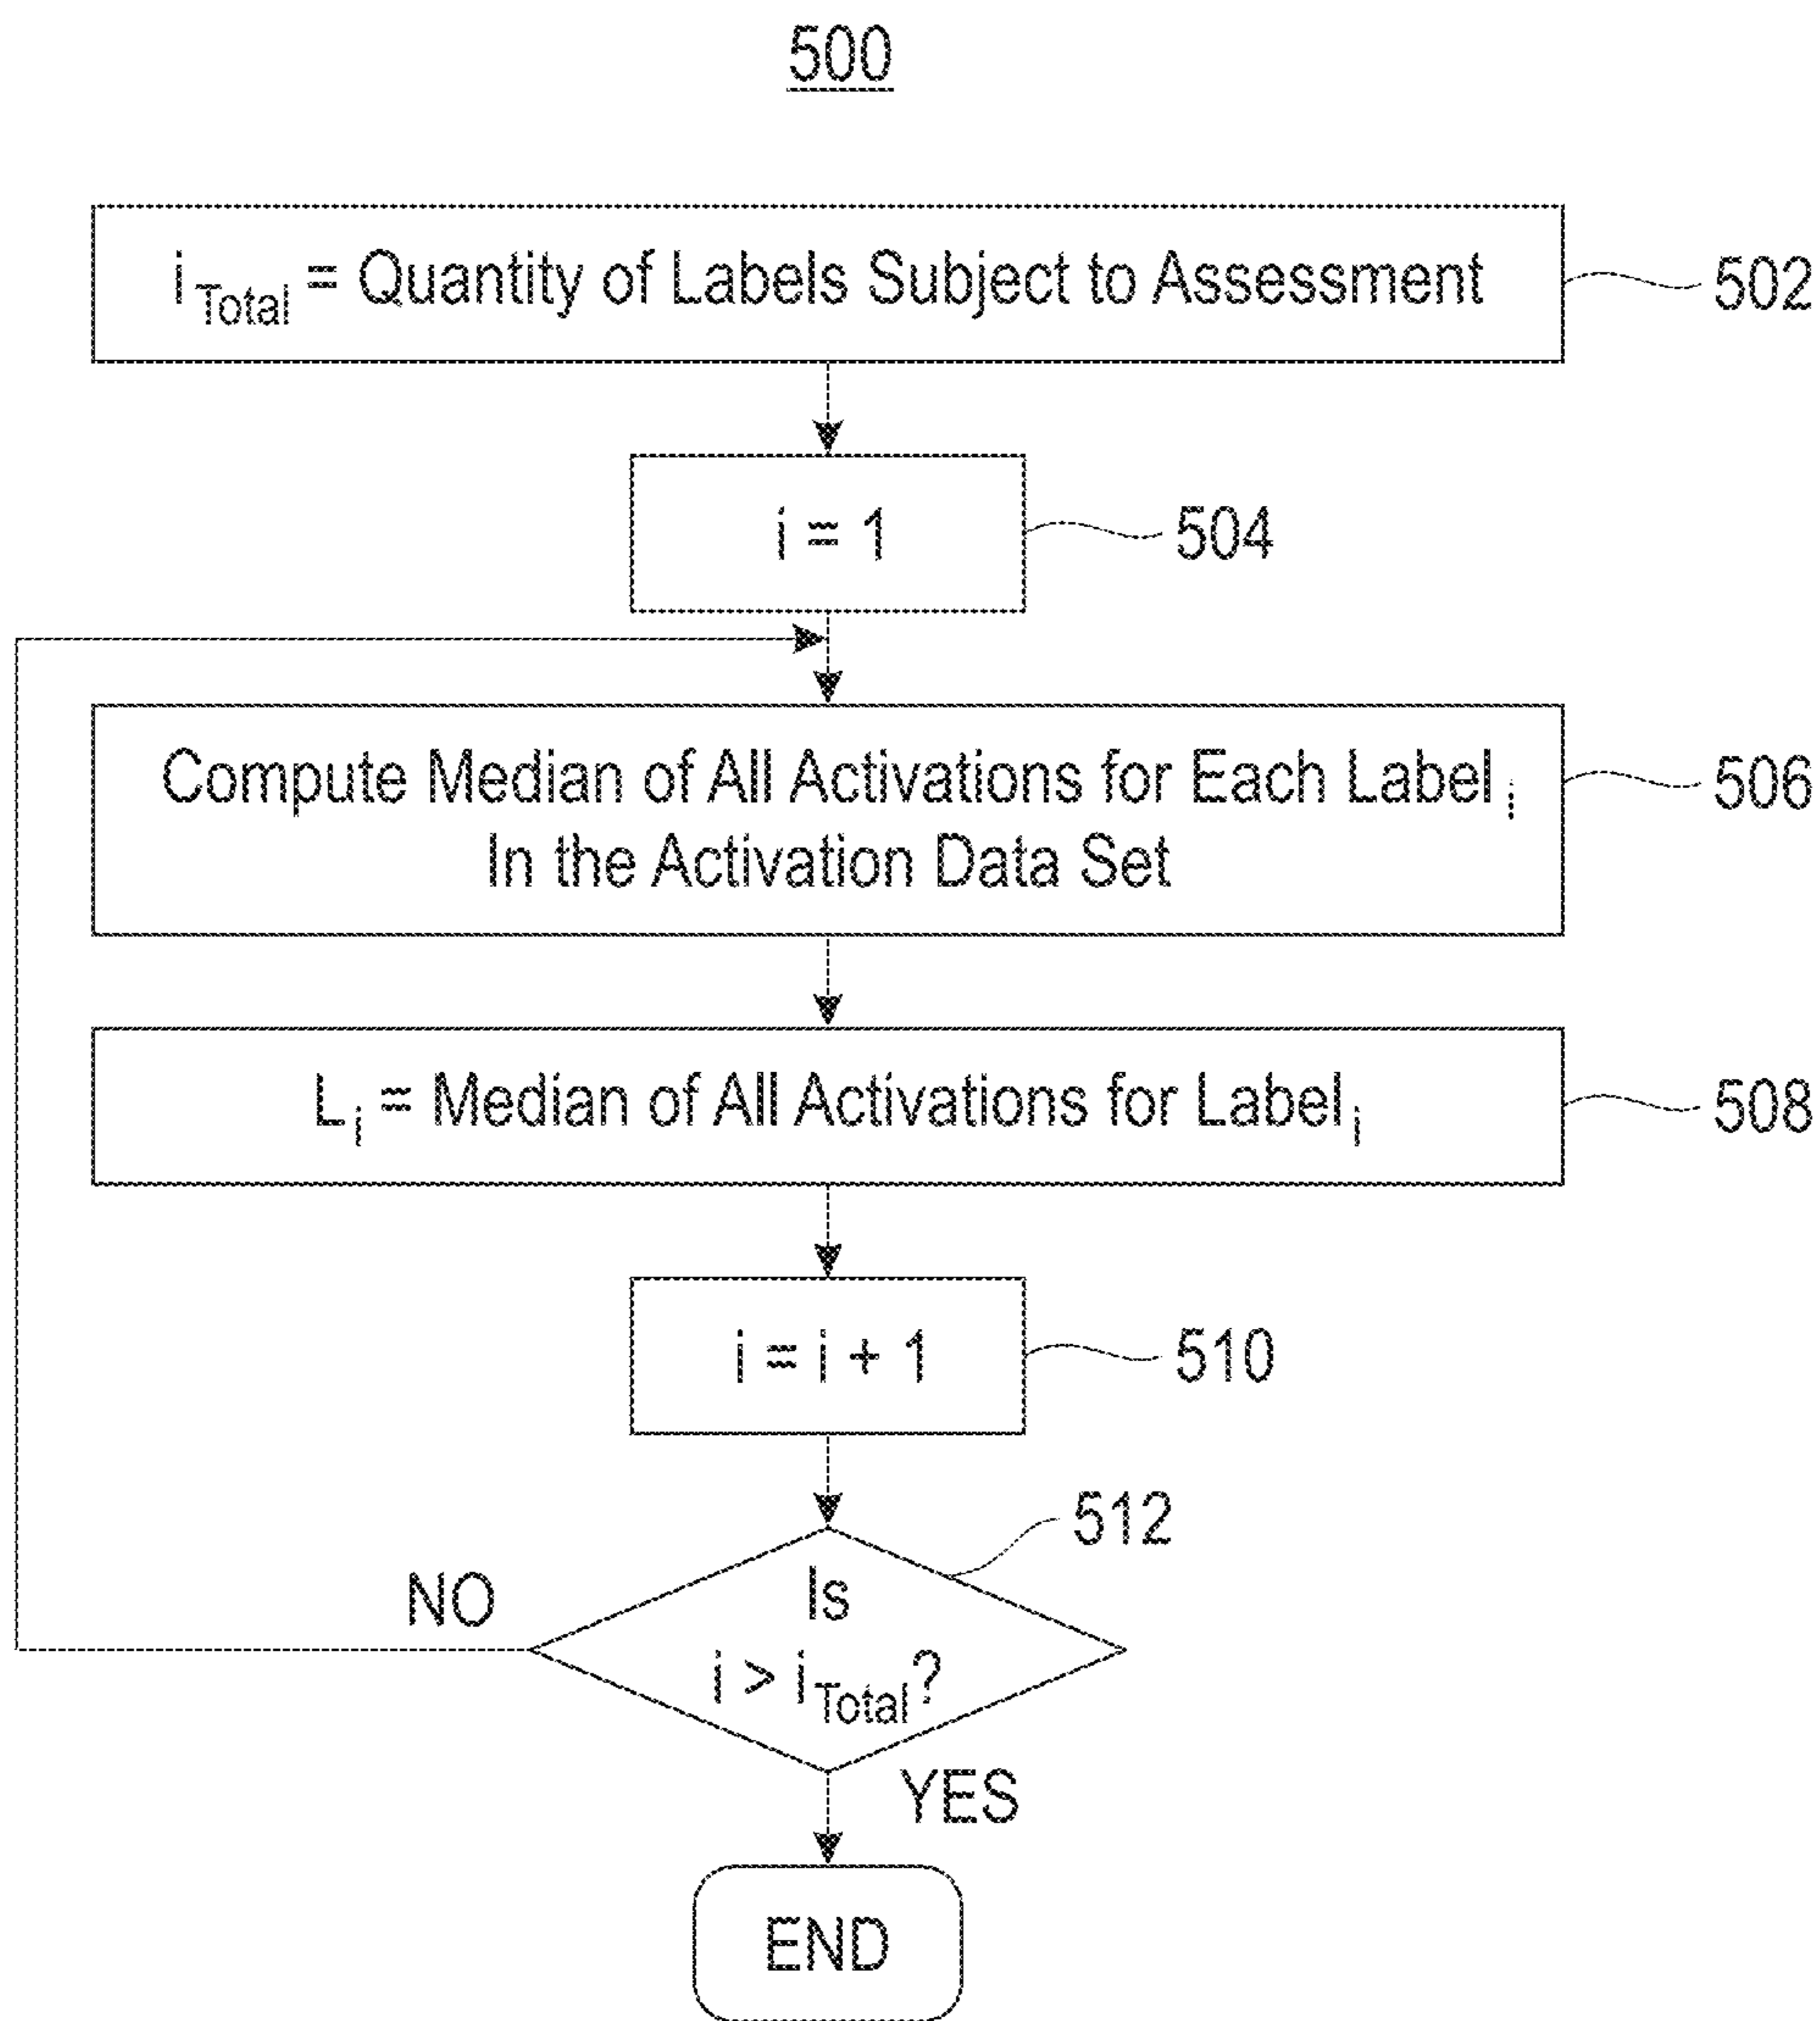 500
i Total = Quantity of Labels Subject to Assessment
502
i = 1
504
Compute Median of All Activations for Each Label i
In the Activation Data Set
506
L i = Median of All Activations for Label i
508
i = i + 1
510
512
Is
i > i Total ?
NO
YES
END